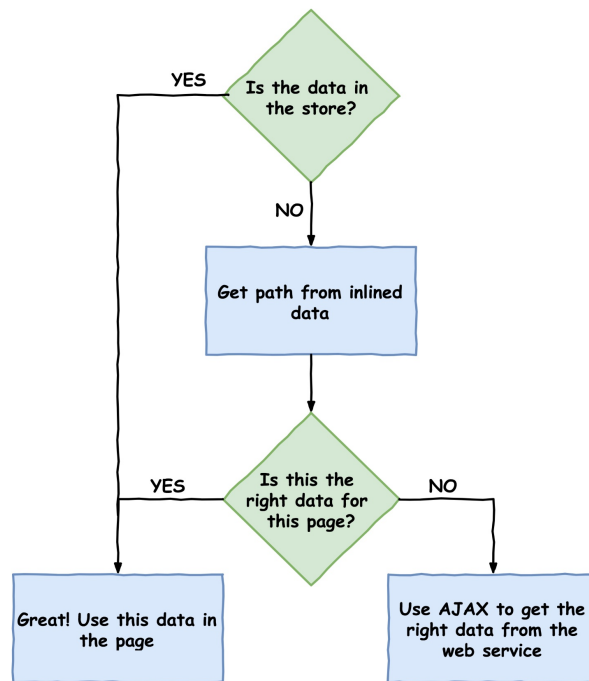 YES
Is the data in
the store?
NO
Get path from inlined
data
YES
Is this the
right data for
this page?
NO
Great! Use this data in
the page
Use AJAX to get the
right data from the
web service